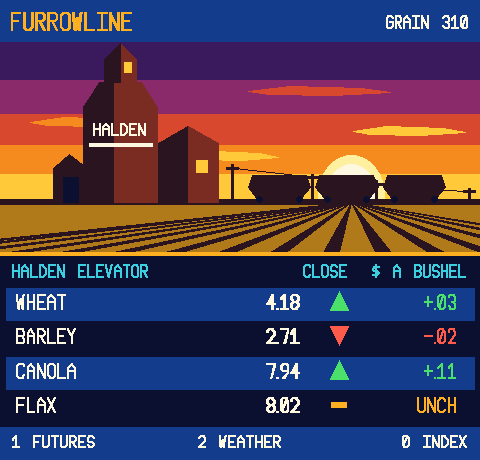 FURROWLINE GRAIN 310
HALDEN
HALDEN ELEVATOR CLOSE $ A BUSHEL
WHEAT 4.18 +.03
BARLEY 2.71 -.02
CANOLA 7.94 +.11
FLAX 8.02 UNCH
1 FUTURES 2 WEATHER 0 INDEX